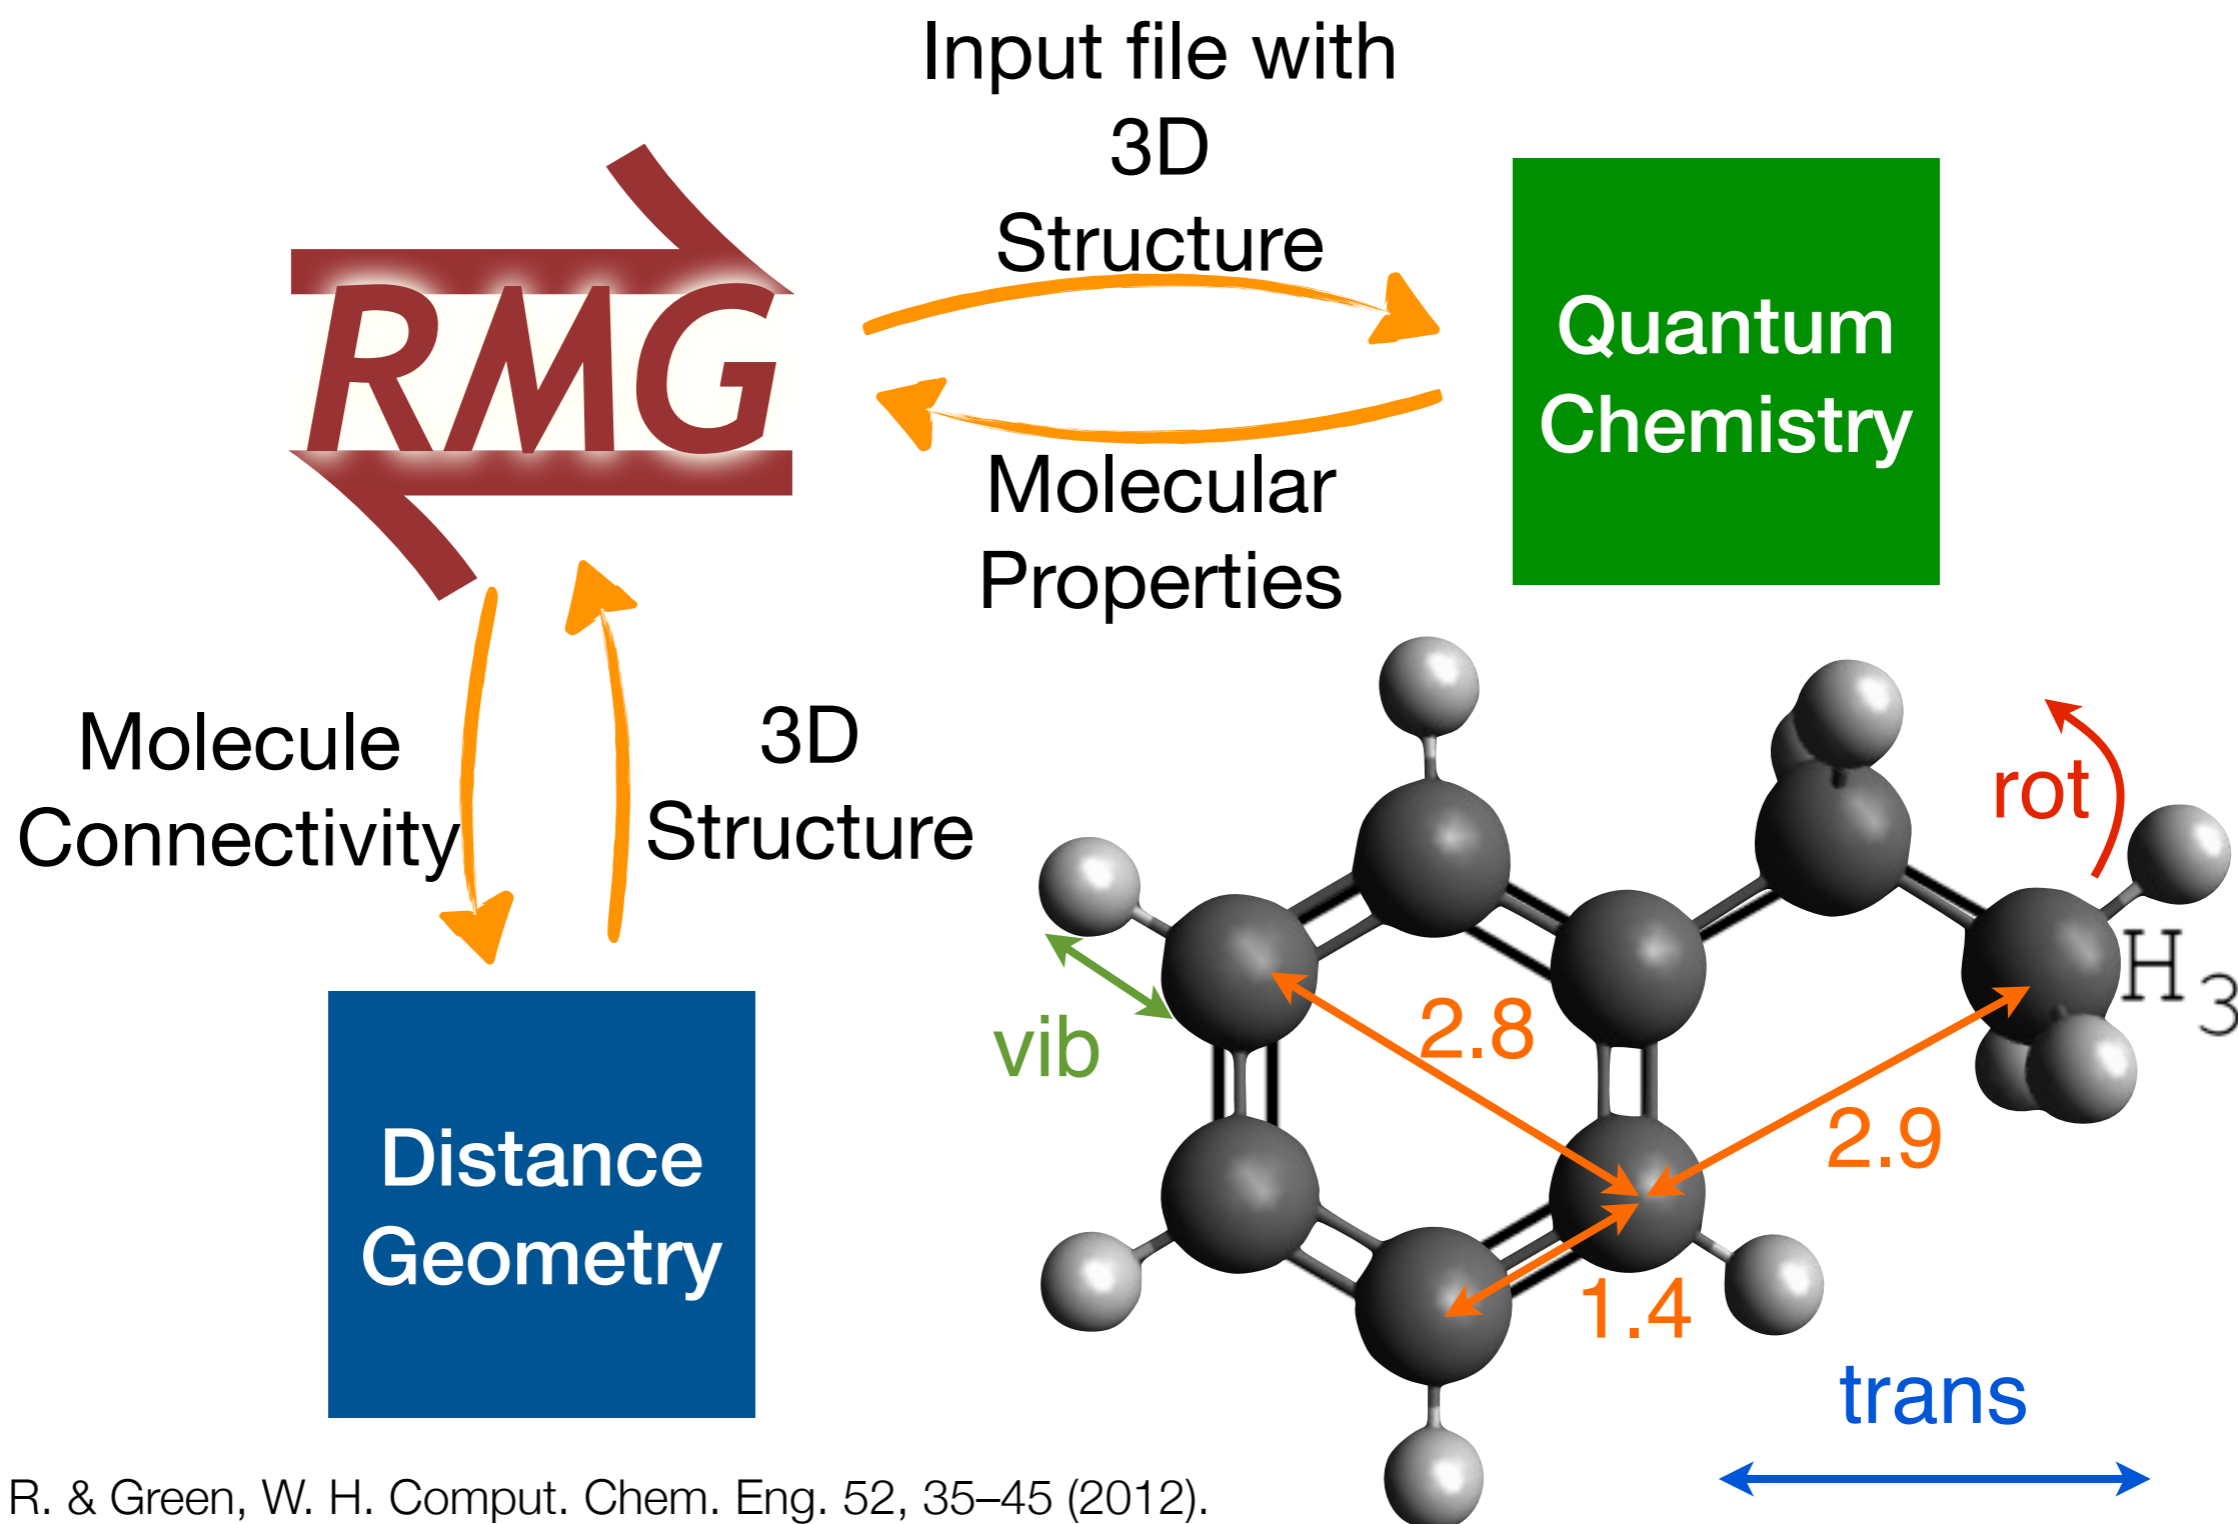 Input file with
3D
Structure
RMG
Quantum
Chemistry
Molecular
Properties
Molecule
Connectivity
3D
Structure
rot
H3
vib
2.8
2.9
Distance
Geometry
1.4
trans
R. & Green, W. H. Comput. Chem. Eng. 52, 35–45 (2012).